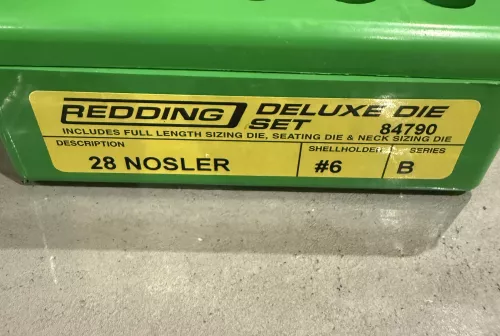 REDDING DELUXE DIE SET 84790
INCLUDES FULL LENGTH SIZING DIE, SEATING DIE & NECK SIZING DIE
DESCRIPTION SHELLHOLDER SERIES
28 NOSLER #6 B